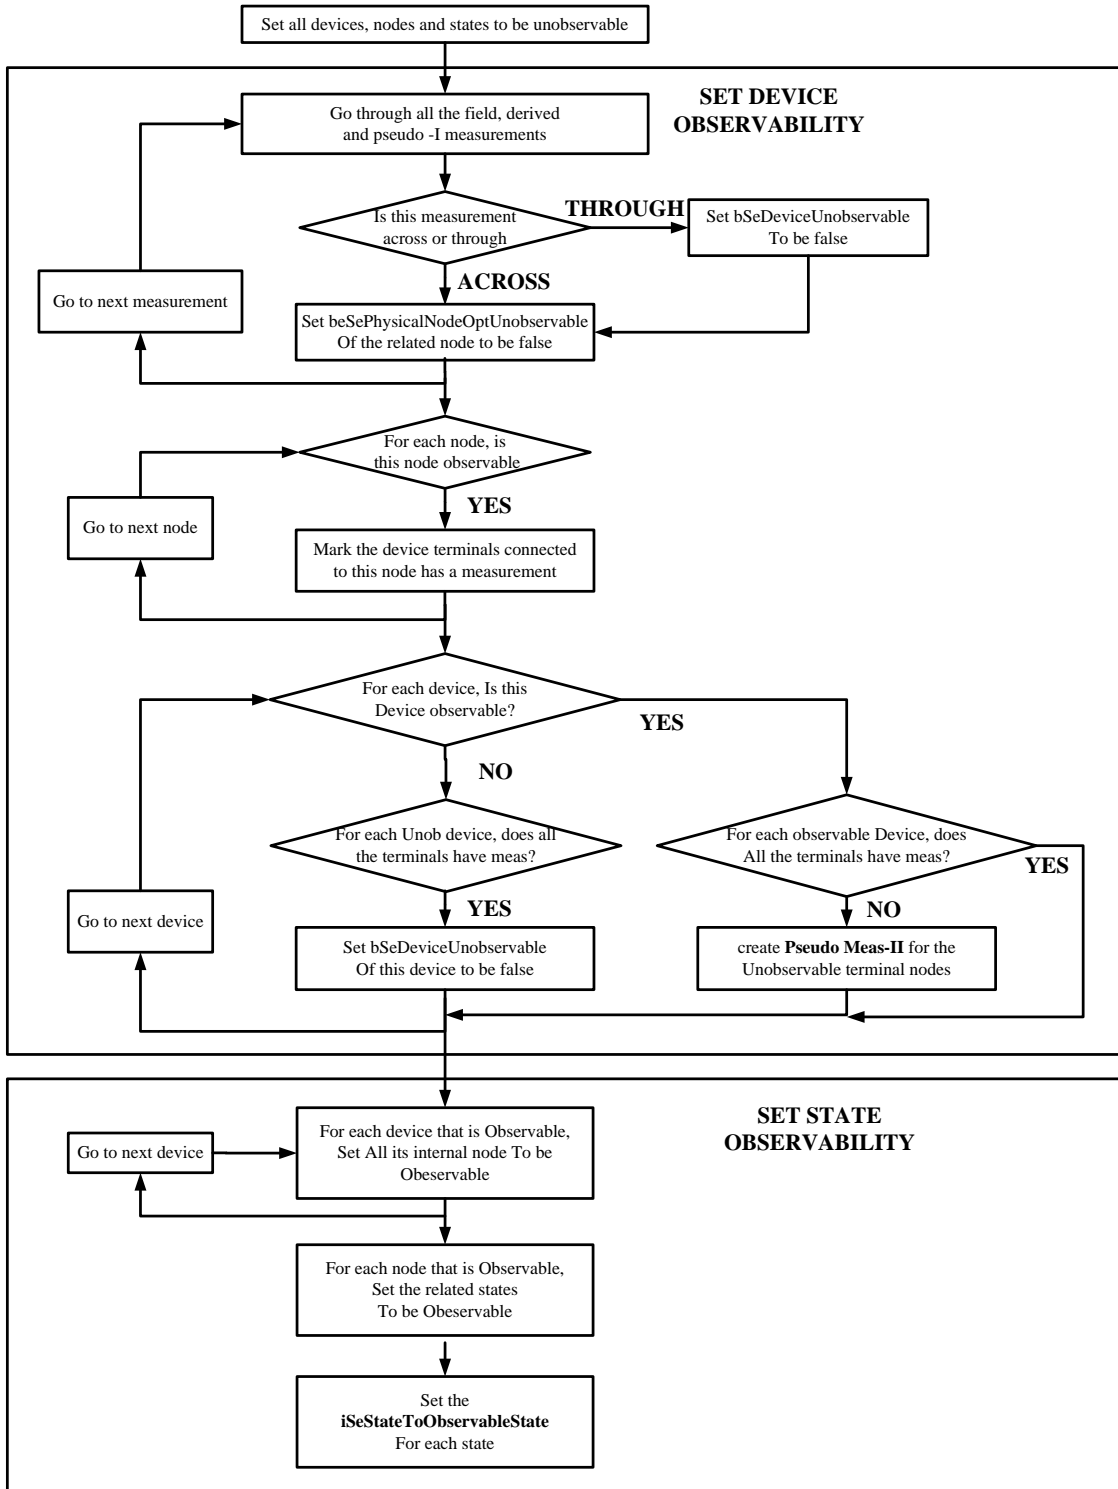 Set all devices, nodes and states to be unobservable
SET DEVICE
OBSERVABILITY
Go through all the field, derived
and pseudo -I measurements
Is this measurement
across or through
THROUGH
Set bSeDeviceUnobservable
To be false
ACROSS
Go to next measurement
Set beSePhysicalNodeOptUnobservable
Of the related node to be false
For each node, is
this node observable
YES
Go to next node
Mark the device terminals connected
to this node has a measurement
For each device, Is this
Device observable?
YES
NO
For each Unob device, does all
the terminals have meas?
For each observable Device, does
All the terminals have meas?
YES
YES
NO
Go to next device
Set bSeDeviceUnobservable
Of this device to be false
create Pseudo Meas-II for the
Unobservable terminal nodes
SET STATE
OBSERVABILITY
For each device that is Observable,
Set All its internal node To be
Obeservable
Go to next device
For each node that is Observable,
Set the related states
To be Obeservable
Set the
iSeStateToObservableState
For each state